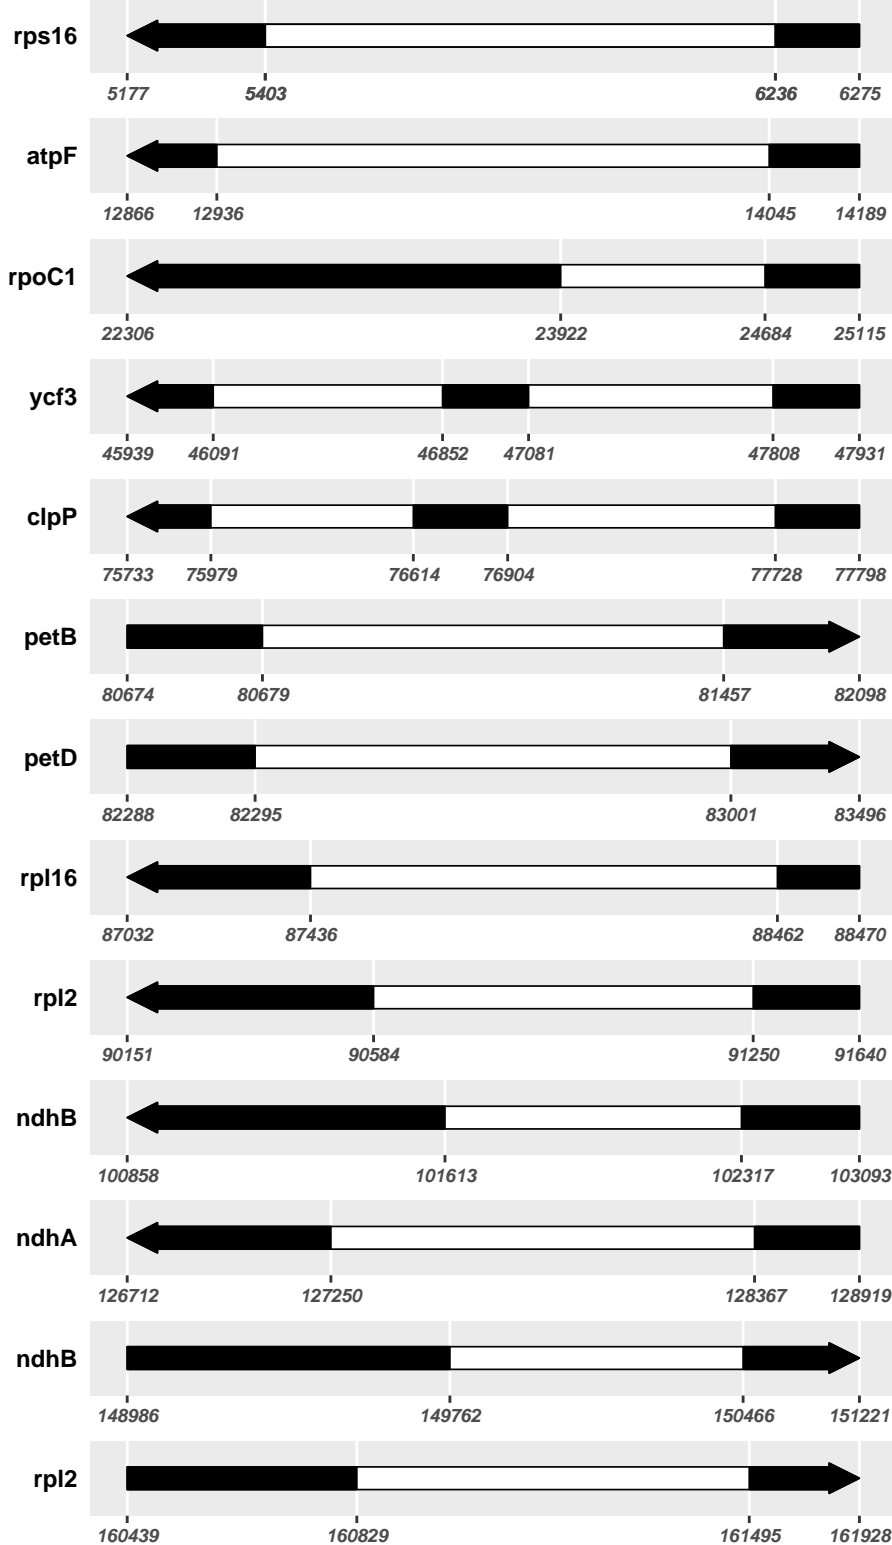 rps16
5177 5403 6236 6275
atpF
12866 12936 14045 14189
rpoC1
22306 23922 24684 25115
ycf3
45939 46091 46852 47081 47808 47931
clpP
75733 75979 76614 76904 77728 77798
petB
80674 80679 81457 82098
petD
82288 82295 83001 83496
rpl16
87032 87436 88462 88470
rpl2
90151 90584 91250 91640
ndhB
100858 101613 102317 103093
ndhA
126712 127250 128367 128919
ndhB
148986 149762 150466 151221
rpl2
160439 160829 161495 161928